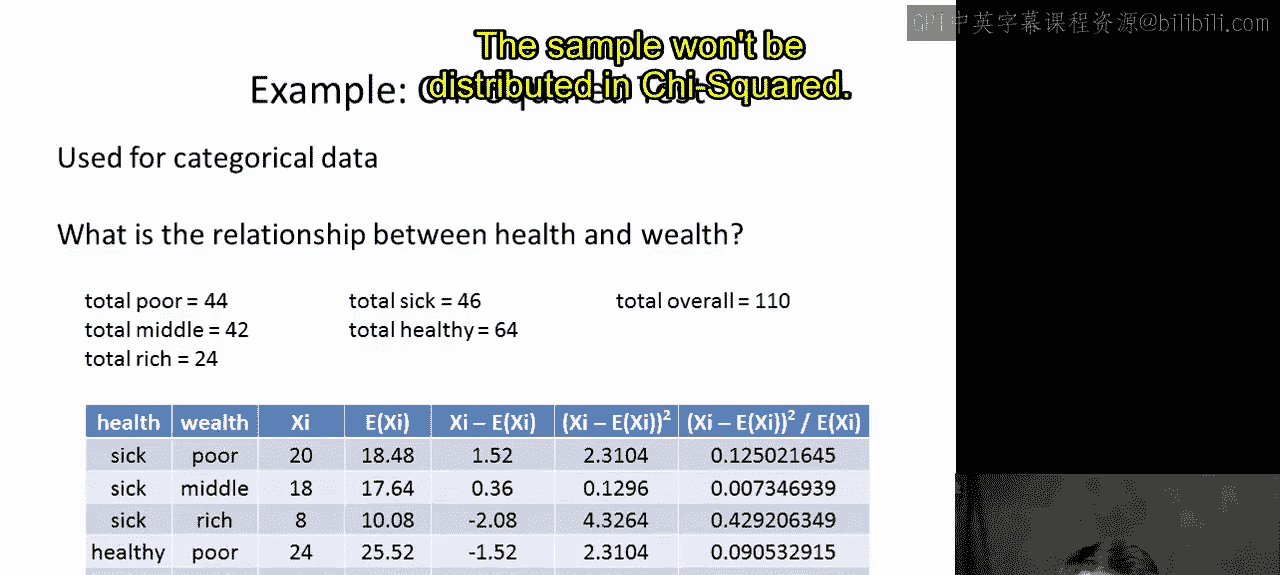 GPT中英字幕课程资源@bilibili.com
The sample won't be
distributed in Chi-Squared.
Example: Chi-Squared Test
Used for categorical data
What is the relationship between health and wealth?
total poor = 44 total sick = 46 total overall = 110
total middle = 42 total healthy = 64
total rich = 24
health wealth Xi E(Xi) Xi – E(Xi) (Xi – E(Xi))² (Xi – E(Xi))² / E(Xi)
sick poor 20 18.48 1.52 2.3104 0.125021645
sick middle 18 17.64 0.36 0.1296 0.007346939
sick rich 8 10.08 -2.08 4.3264 0.429206349
healthy poor 24 25.52 -1.52 2.3104 0.090532915